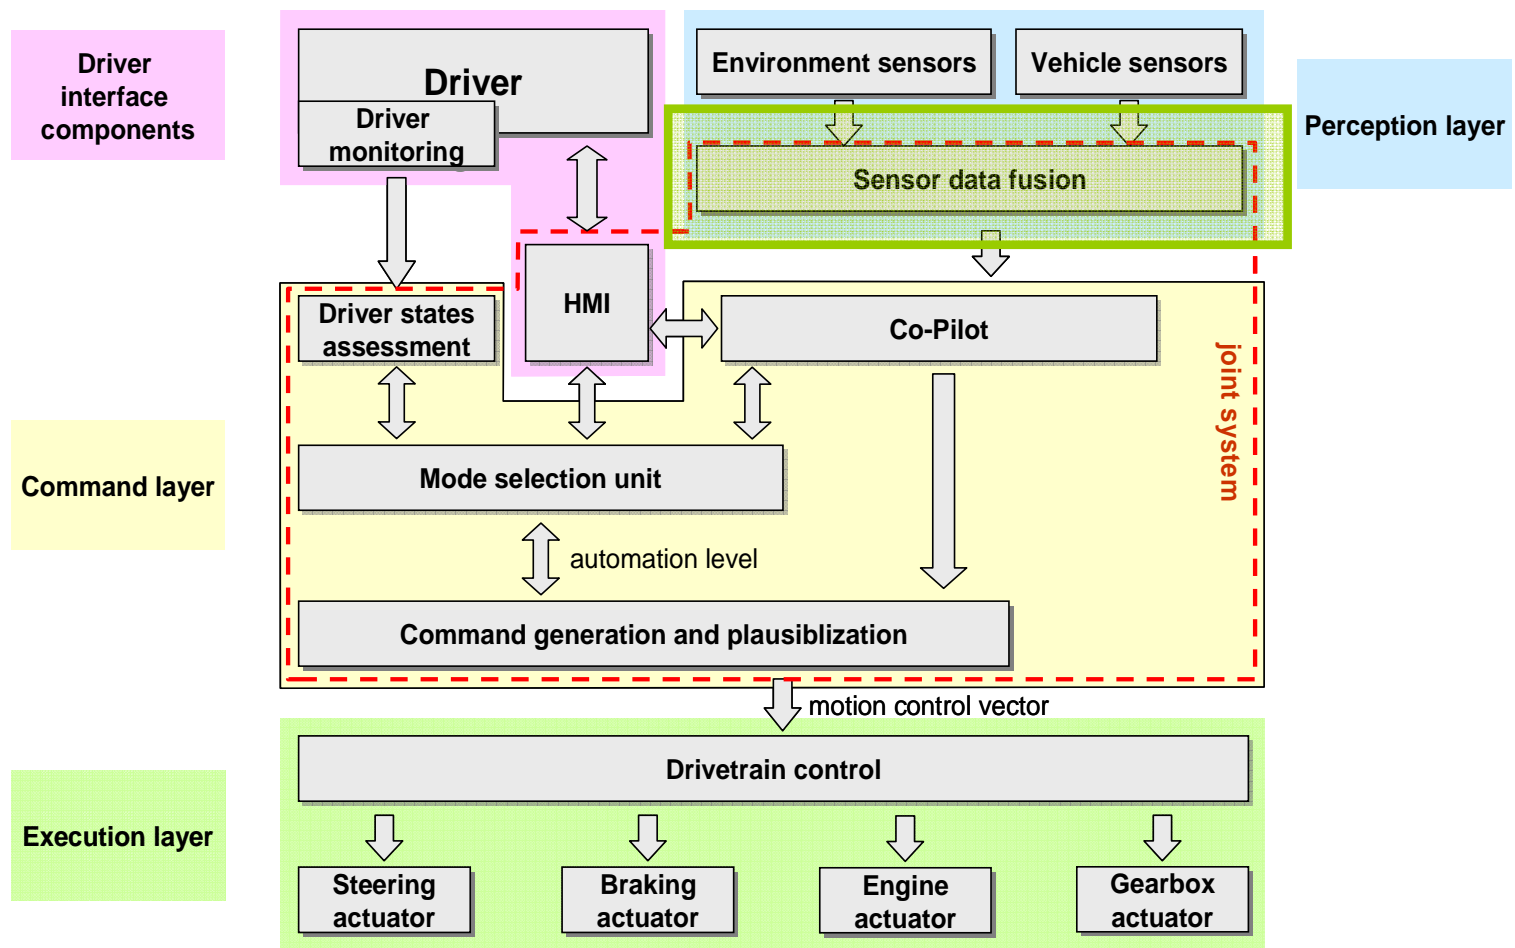 Driver
interface
components
Driver
Driver
monitoring
Environment sensors
Vehicle sensors
Perception layer
Sensor data fusion
HMI
Driver states
assessment
Co-Pilot
joint system
Command layer
Mode selection unit
automation level
Command generation and plausiblization
motion control vector
Execution layer
Drivetrain control
Steering
actuator
Braking
actuator
Engine
actuator
Gearbox
actuator